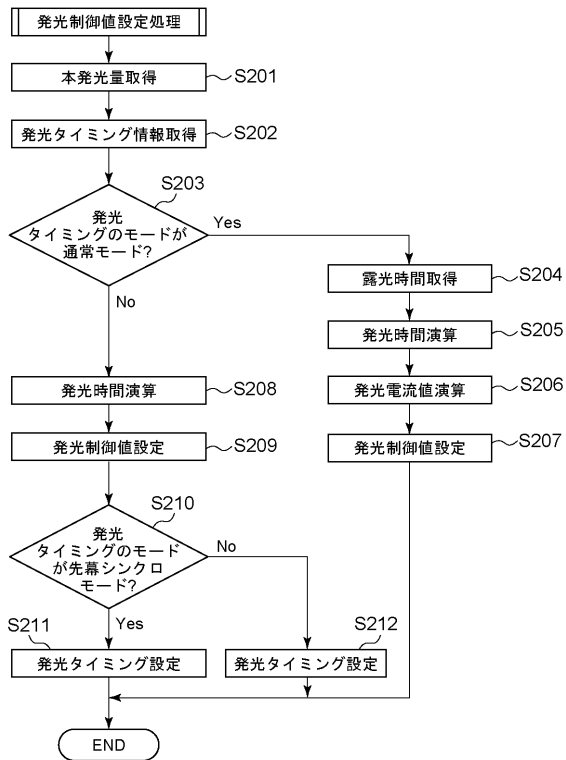 発光制御値設定処理
本発光量取得
S201
発光タイミング情報取得
S202
S203
発光
タイミングのモードが
通常モード?
Yes
No
露光時間取得
S204
発光時間演算
S205
発光電流値演算
S206
発光制御値設定
S207
発光時間演算
S208
発光制御値設定
S209
S210
発光
タイミングのモード
が先幕シンクロ
モード?
No
Yes
S211
発光タイミング設定
S212
発光タイミング設定
END